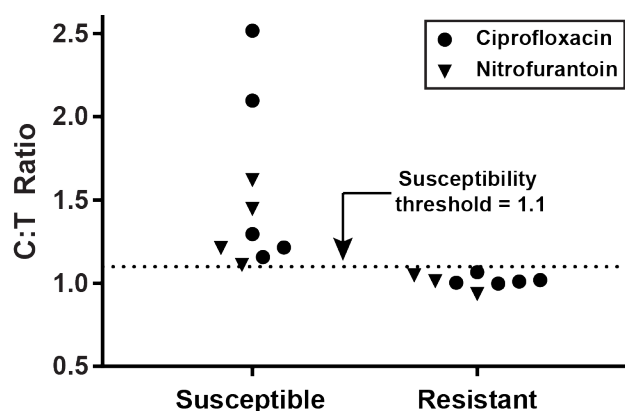 2.5
2.0
1.5
1.0
0.5
C:T Ratio
Ciprofloxacin
Nitrofurantoin
Susceptibility
threshold = 1.1
Susceptible
Resistant